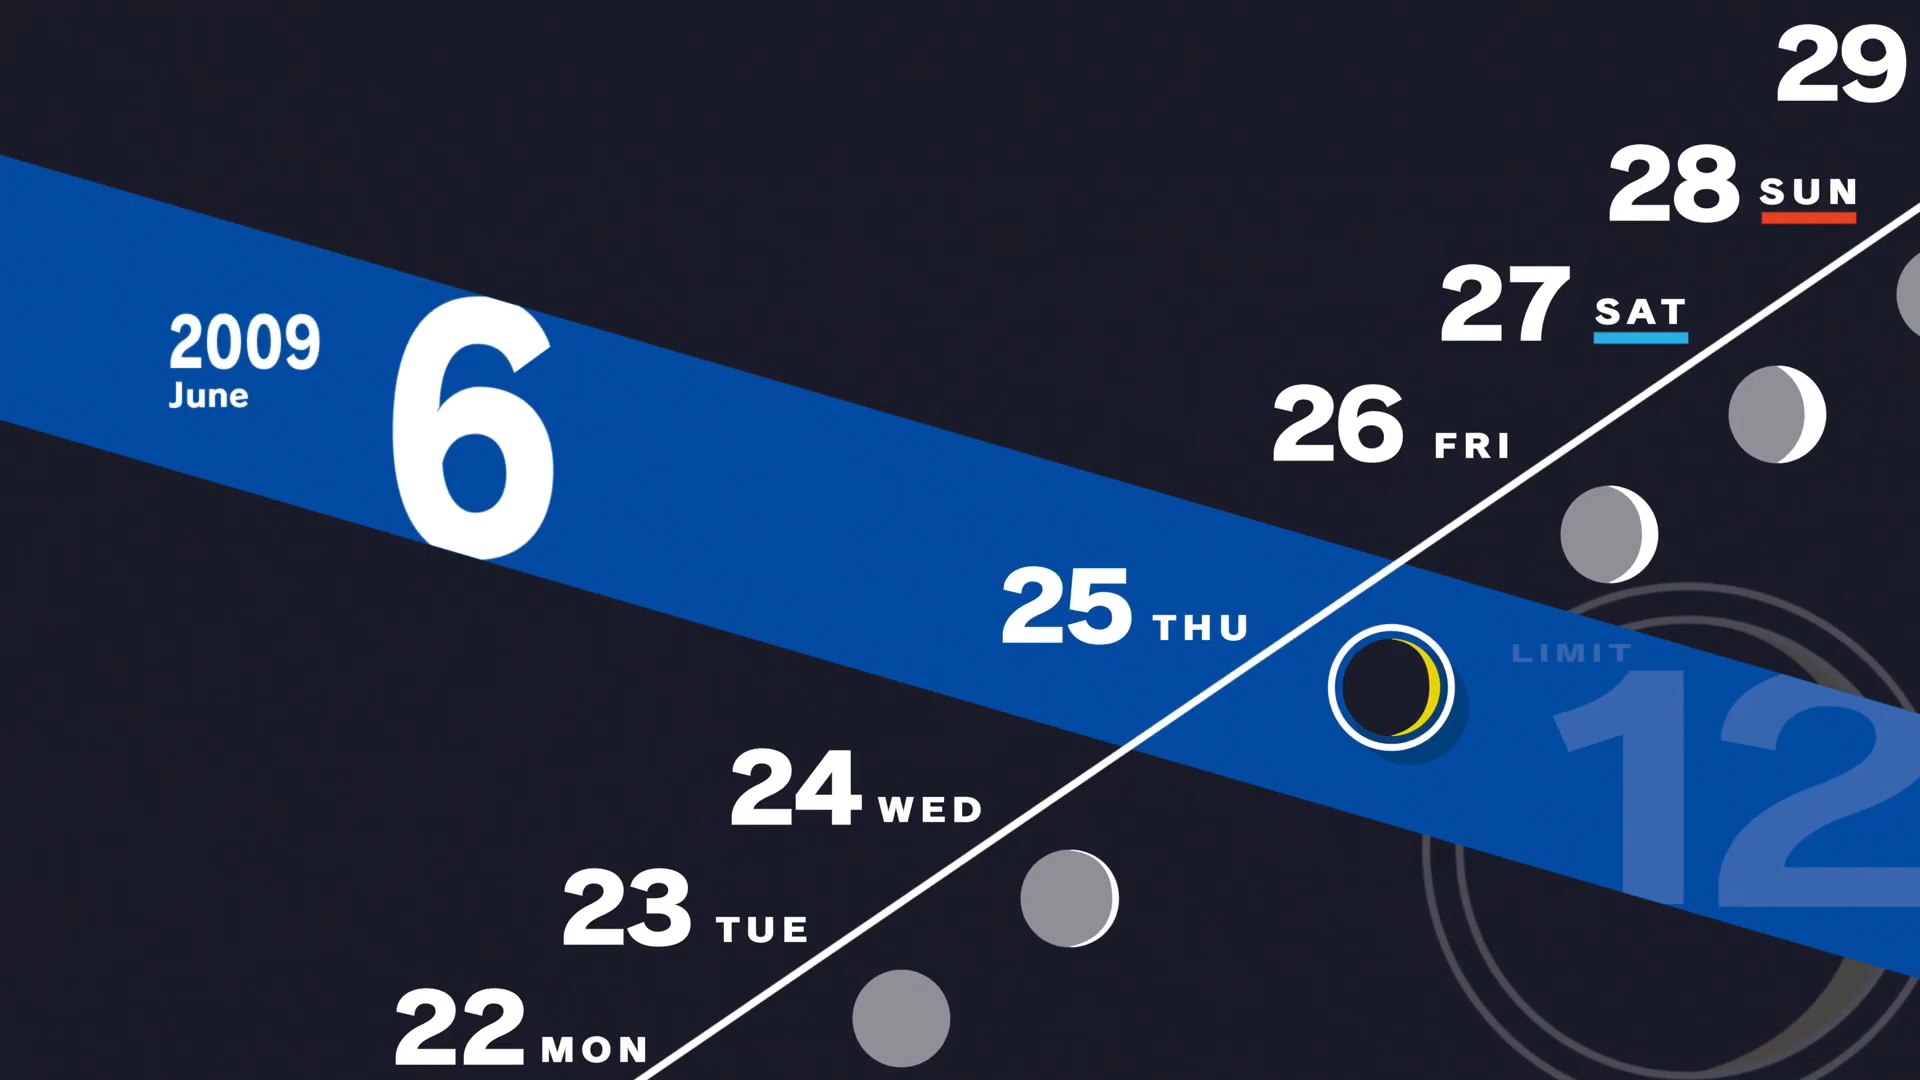 29
28 SUN
27 SAT
26 FRI
2009
June
6
25 THU
LIMIT
12
24 WED
23 TUE
22 MON